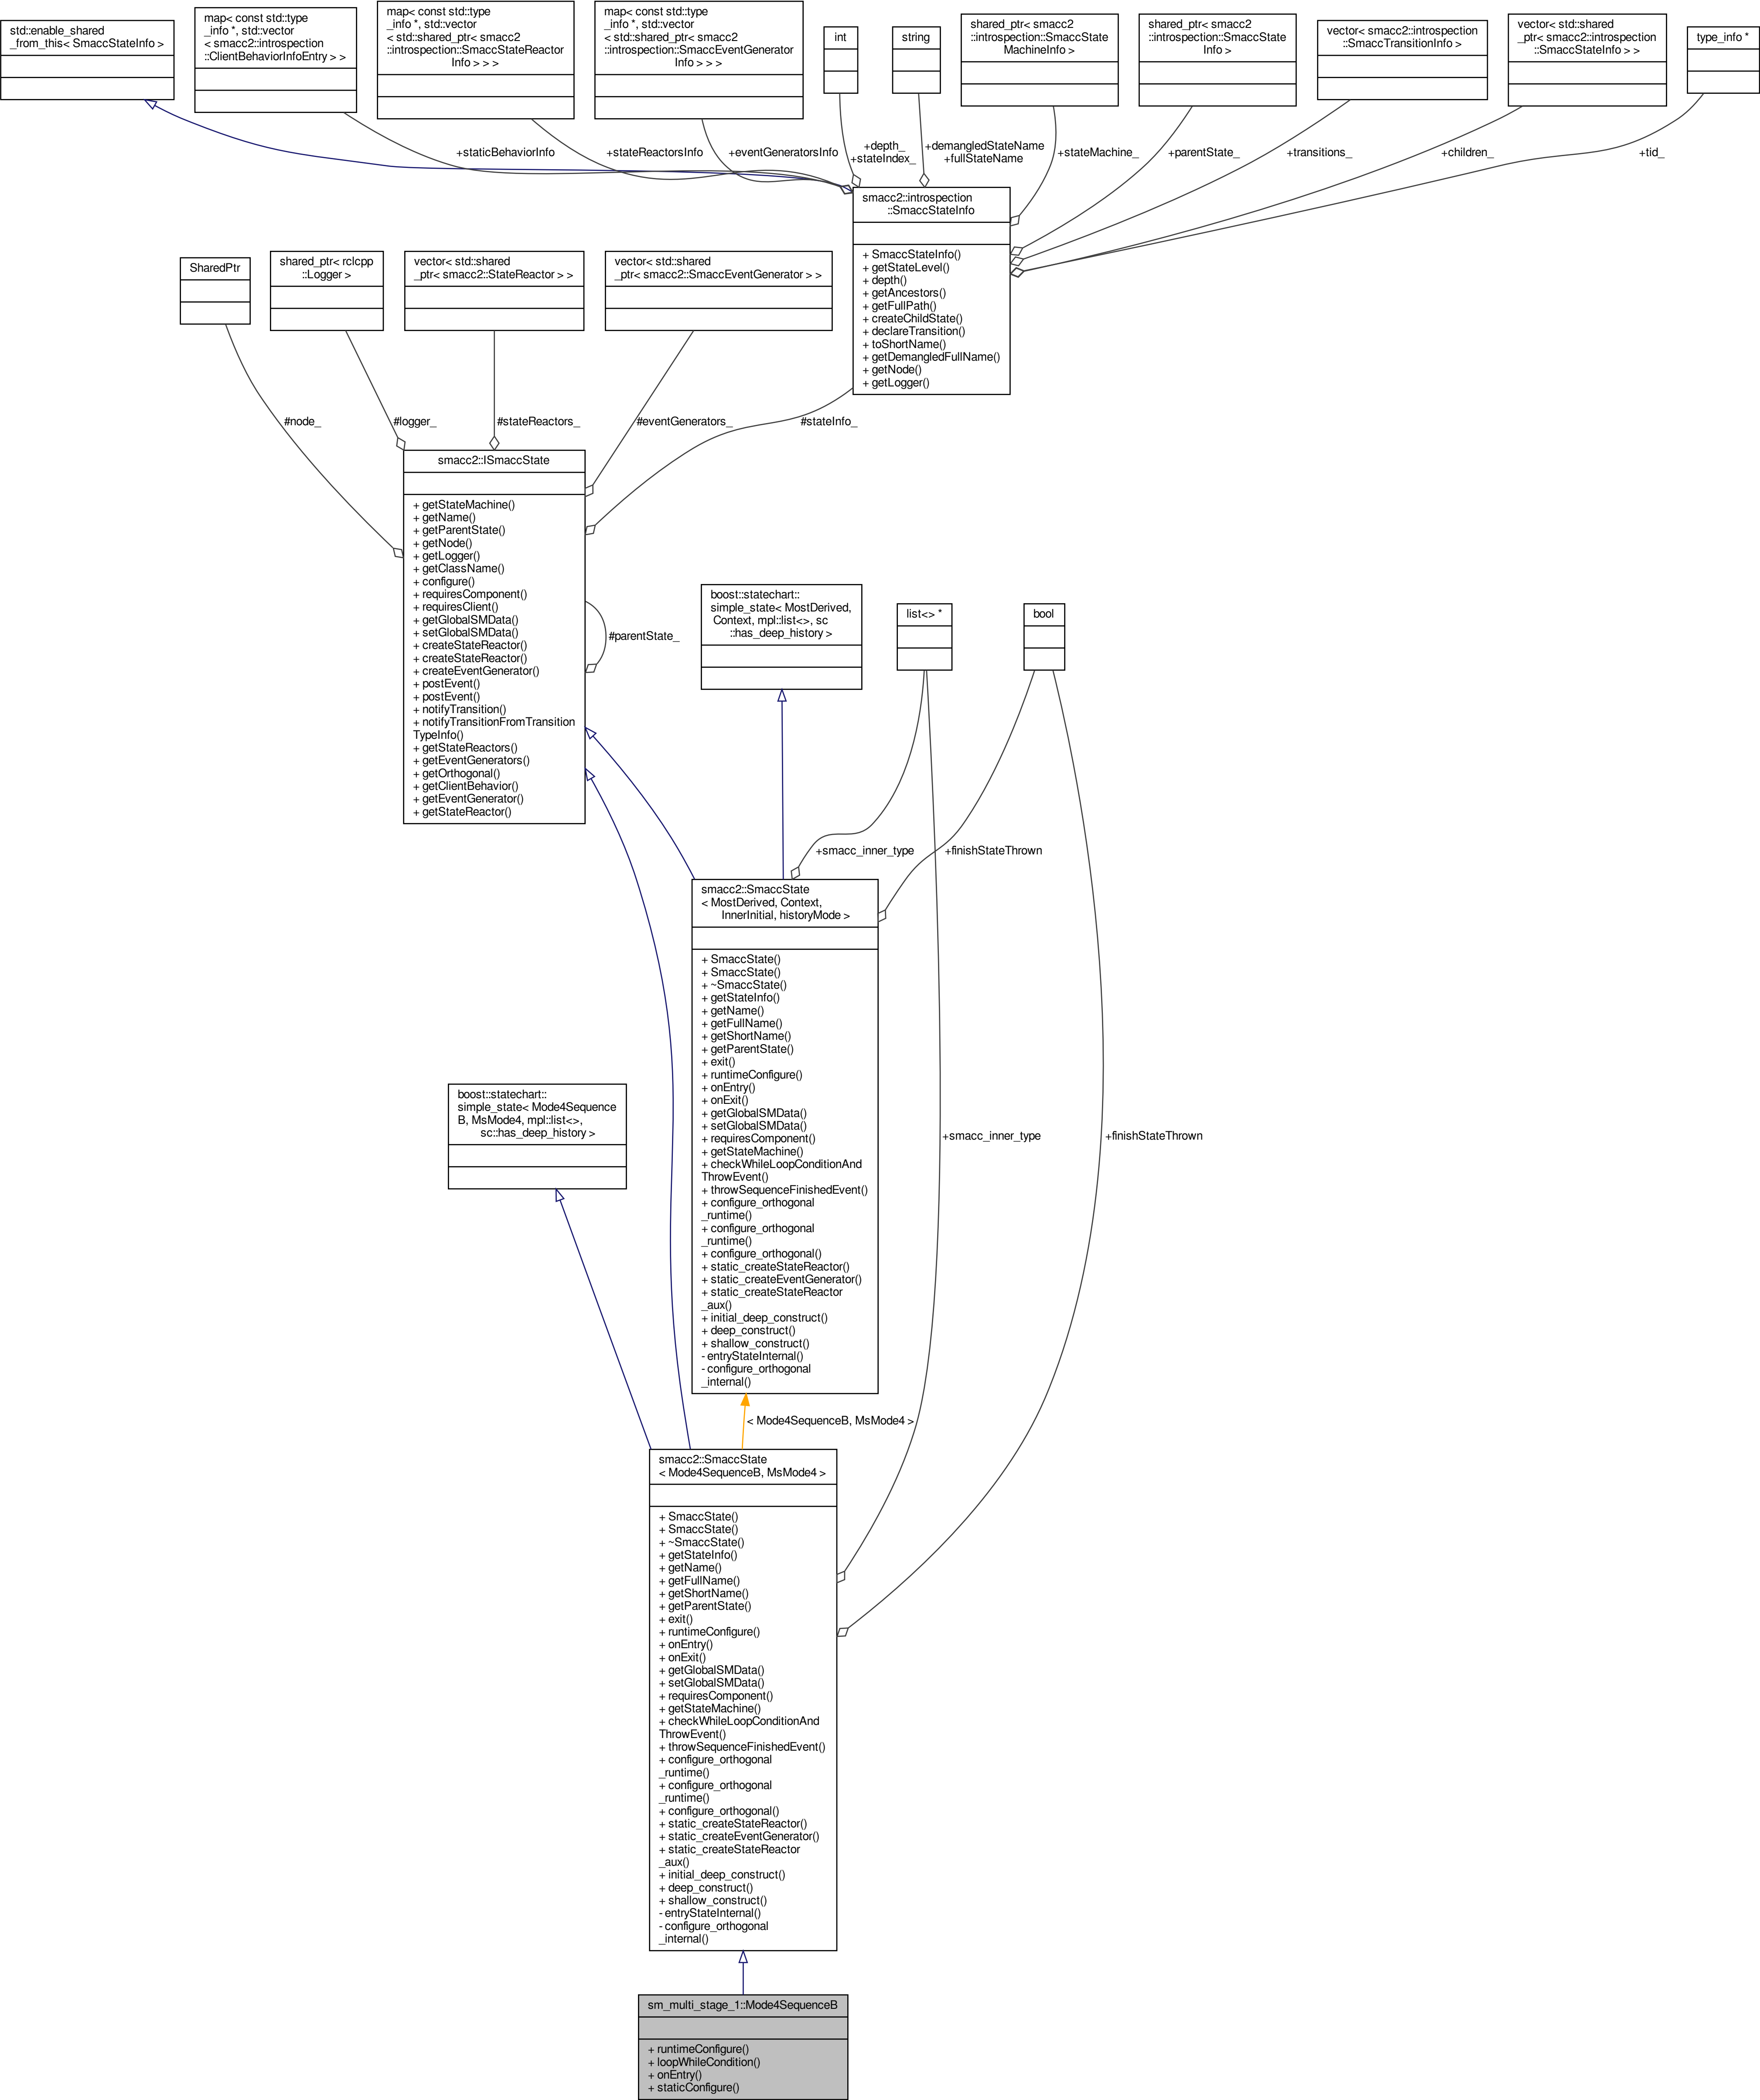 std::enable_shared
_from_this< SmaccStateInfo >
map< const std::type
_info *, std::vector
< smacc2::introspection
::ClientBehaviorInfoEntry > >
map< const std::type
_info *, std::vector
< std::shared_ptr< smacc2
::introspection::SmaccStateReactor
Info > > >
map< const std::type
_info *, std::vector
< std::shared_ptr< smacc2
::introspection::SmaccEventGenerator
Info > > >
int
string
shared_ptr< smacc2
::introspection::SmaccState
MachineInfo >
shared_ptr< smacc2
::introspection::SmaccState
Info >
vector< smacc2::introspection
::SmaccTransitionInfo >
vector< std::shared
_ptr< smacc2::introspection
::SmaccStateInfo > >
type_info *
+staticBehaviorInfo
+stateReactorsInfo
+eventGeneratorsInfo
+depth_
+stateIndex_
+demangledStateName
+fullStateName
+stateMachine_
+parentState_
+transitions_
+children_
+tid_
smacc2::introspection
::SmaccStateInfo
+ SmaccStateInfo()
+ getStateLevel()
+ depth()
+ getAncestors()
+ getFullPath()
+ createChildState()
+ declareTransition()
+ toShortName()
+ getDemangledFullName()
+ getNode()
+ getLogger()
SharedPtr
shared_ptr< rclcpp
::Logger >
vector< std::shared
_ptr< smacc2::StateReactor > >
vector< std::shared
_ptr< smacc2::SmaccEventGenerator > >
#node_
#logger_
#stateReactors_
#eventGenerators_
#stateInfo_
smacc2::ISmaccState
+ getStateMachine()
+ getName()
+ getParentState()
+ getNode()
+ getLogger()
+ getClassName()
+ configure()
+ requiresComponent()
+ requiresClient()
+ getGlobalSMData()
+ setGlobalSMData()
+ createStateReactor()
+ createStateReactor()
+ createEventGenerator()
+ postEvent()
+ postEvent()
+ notifyTransition()
+ notifyTransitionFromTransition
TypeInfo()
+ getStateReactors()
+ getEventGenerators()
+ getOrthogonal()
+ getClientBehavior()
+ getEventGenerator()
+ getStateReactor()
#parentState_
boost::statechart::
simple_state< MostDerived,
Context, mpl::list<>, sc
::has_deep_history >
list<> *
bool
+smacc_inner_type
+finishStateThrown
smacc2::SmaccState
< MostDerived, Context,
InnerInitial, historyMode >
+ SmaccState()
+ SmaccState()
+ ~SmaccState()
+ getStateInfo()
+ getName()
+ getFullName()
+ getShortName()
+ getParentState()
+ exit()
+ runtimeConfigure()
+ onEntry()
+ onExit()
+ getGlobalSMData()
+ setGlobalSMData()
+ requiresComponent()
+ getStateMachine()
+ checkWhileLoopConditionAnd
ThrowEvent()
+ throwSequenceFinishedEvent()
+ configure_orthogonal
_runtime()
+ configure_orthogonal
_runtime()
+ configure_orthogonal()
+ static_createStateReactor()
+ static_createEventGenerator()
+ static_createStateReactor
_aux()
+ initial_deep_construct()
+ deep_construct()
+ shallow_construct()
- entryStateInternal()
- configure_orthogonal
_internal()
boost::statechart::
simple_state< Mode4Sequence
B, MsMode4, mpl::list<>,
sc::has_deep_history >
+smacc_inner_type
+finishStateThrown
< Mode4SequenceB, MsMode4 >
smacc2::SmaccState
< Mode4SequenceB, MsMode4 >
+ SmaccState()
+ SmaccState()
+ ~SmaccState()
+ getStateInfo()
+ getName()
+ getFullName()
+ getShortName()
+ getParentState()
+ exit()
+ runtimeConfigure()
+ onEntry()
+ onExit()
+ getGlobalSMData()
+ setGlobalSMData()
+ requiresComponent()
+ getStateMachine()
+ checkWhileLoopConditionAnd
ThrowEvent()
+ throwSequenceFinishedEvent()
+ configure_orthogonal
_runtime()
+ configure_orthogonal
_runtime()
+ configure_orthogonal()
+ static_createStateReactor()
+ static_createEventGenerator()
+ static_createStateReactor
_aux()
+ initial_deep_construct()
+ deep_construct()
+ shallow_construct()
- entryStateInternal()
- configure_orthogonal
_internal()
sm_multi_stage_1::Mode4SequenceB
+ runtimeConfigure()
+ loopWhileCondition()
+ onEntry()
+ staticConfigure()